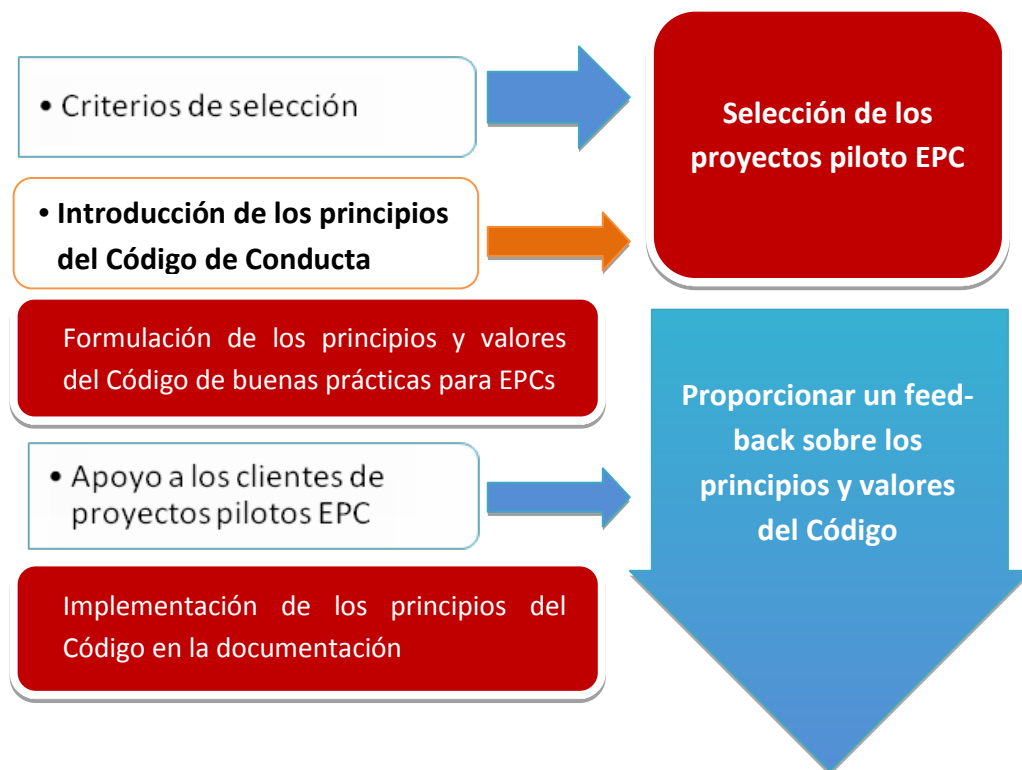 • Criterios de selección
Selección de los
proyectos piloto EPC
• Introducción de los principios
del Código de Conducta
Formulación de los principios y valores
del Código de buenas prácticas para EPCs
Proporcionar un feed-
back sobre los
principios y valores
del Código
• Apoyo a los clientes de
proyectos pilotos EPC
Implementación de los principios del
Código en la documentación